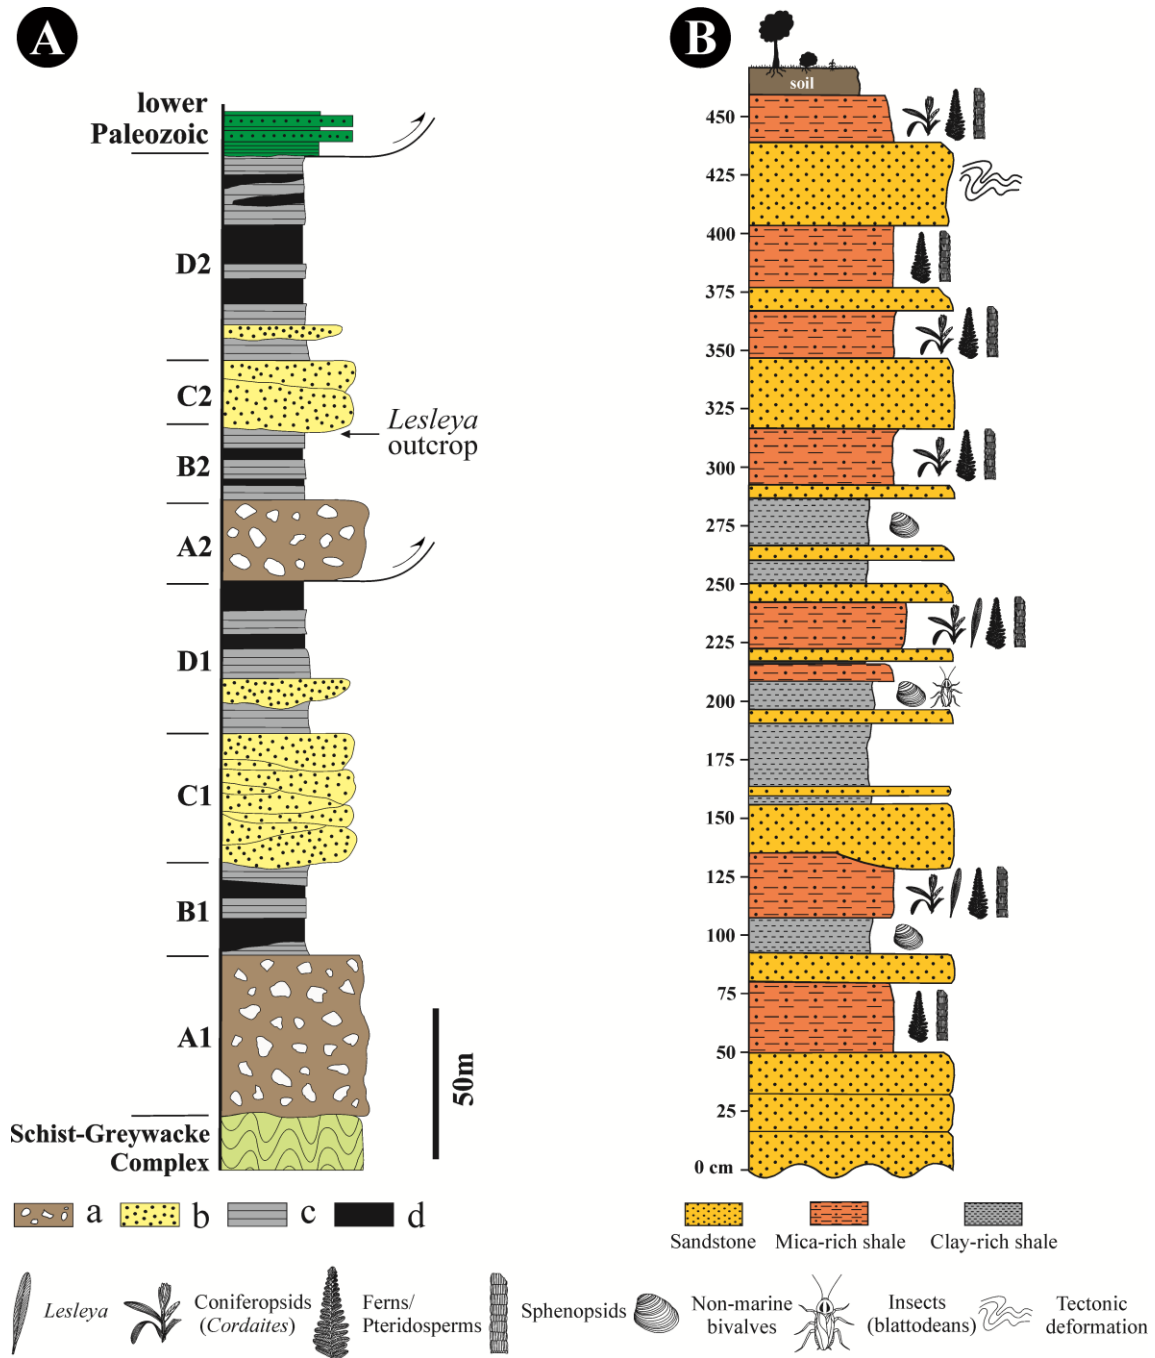 A
lower
Paleozoic
D2
C2
Lesleya
outcrop
B2
A2
D1
C1
B1
A1
50m
Schist-Greywacke
Complex
a
b
c
d
B
soil
450
425
400
375
350
325
300
275
250
225
200
175
150
125
100
75
50
25
0 cm
Sandstone
Mica-rich shale
Clay-rich shale
Lesleya
Coniferopsids
(Cordaites)
Ferns/
Pteridosperms
Sphenopsids
Non-marine
bivalves
Insects
(blattodeans)
Tectonic
deformation